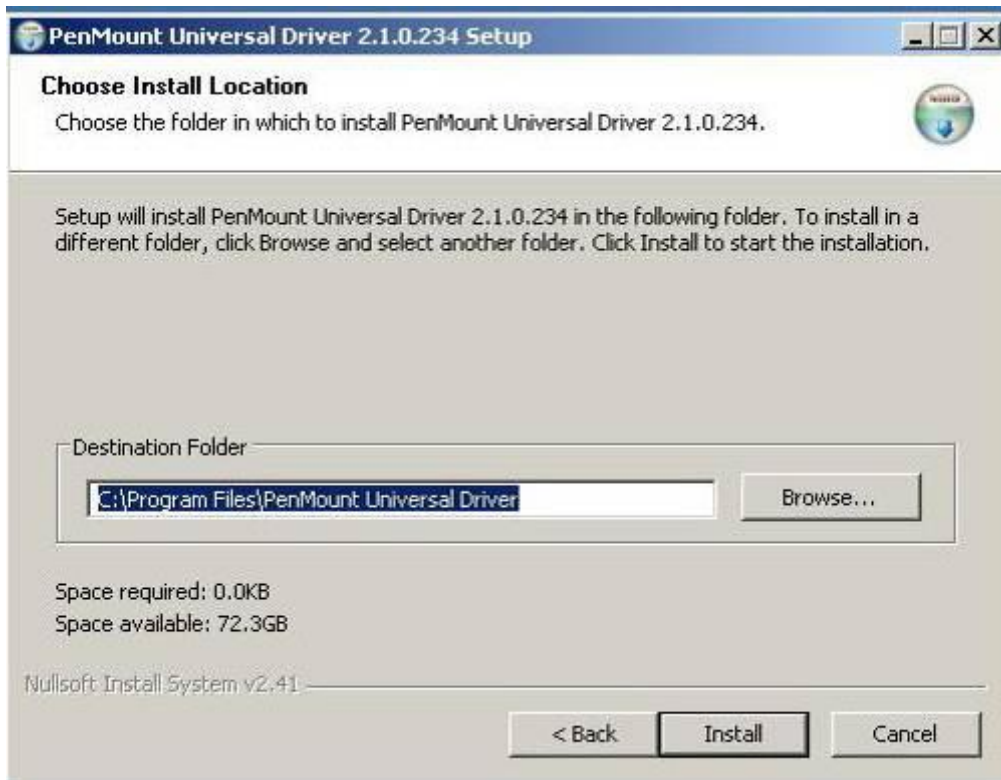 PenMount Universal Driver 2.1.0.234 Setup
Choose Install Location
Choose the folder in which to install PenMount Universal Driver 2.1.0.234.
Setup will install PenMount Universal Driver 2.1.0.234 in the following folder. To install in a
different folder, click Browse and select another folder. Click Install to start the installation.
Destination Folder
C:\Program Files\PenMount Universal Driver
Browse...
Space required: 0.0KB
Space available: 72.3GB
Nullsoft Install System v2.41
< Back
Install
Cancel